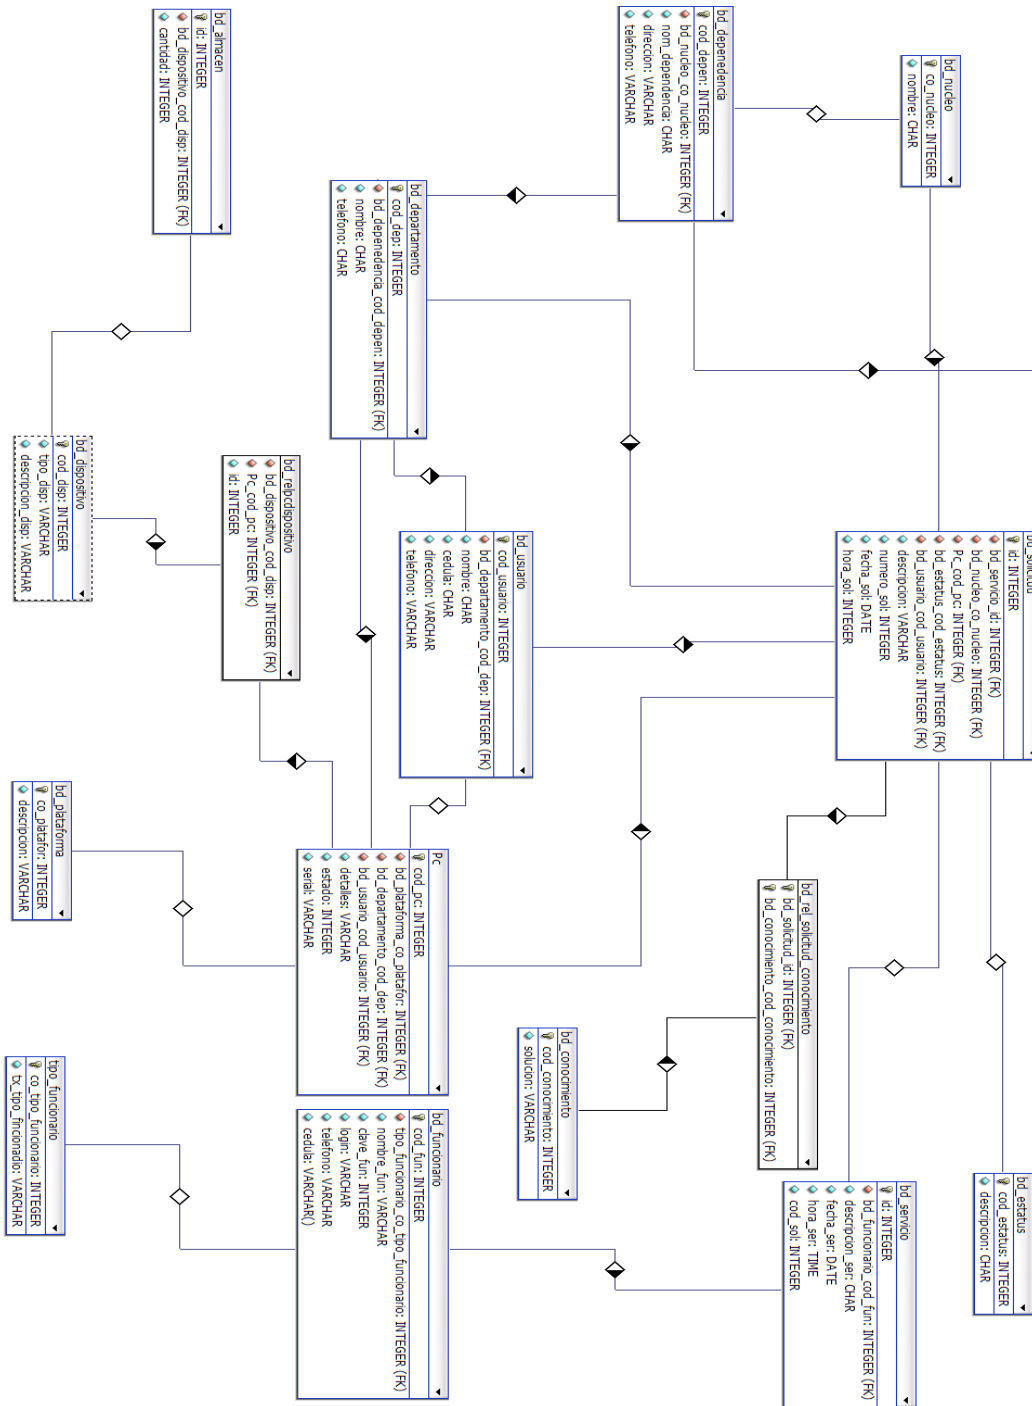 bd_nucleo
co_nucleo: INTEGER
nombre: CHAR
bd_depenedencia
cod_depen: INTEGER
bd_nucleo_co_nucleo: INTEGER (FK)
nom_dependencia: CHAR
direccion: VARCHAR
telefono: VARCHAR
bd_almacen
id: INTEGER
bd_dispositivo_cod_disp: INTEGER (FK)
cantidad: INTEGER
bd_departamento
cod_dep: INTEGER
bd_depenedencia_cod_depen: INTEGER (FK)
nombre: CHAR
telefono: CHAR
bd_solicitud
id: INTEGER
bd_servicio_id: INTEGER (FK)
bd_nucleo_co_nucleo: INTEGER (FK)
Pc_cod_pc: INTEGER (FK)
bd_estatus_cod_estatus: INTEGER (FK)
bd_usuario_cod_usuario: INTEGER (FK)
descripcion: VARCHAR
numero_sol: INTEGER
fecha_sol: DATE
hora_sol: INTEGER
bd_usuario
cod_usuario: INTEGER
bd_departamento_cod_dep: INTEGER (FK)
nombre: CHAR
cedula: CHAR
direccion: VARCHAR
telefono: VARCHAR
bd_relpcdispositivo
bd_dispositivo_cod_disp: INTEGER (FK)
Pc_cod_pc: INTEGER (FK)
id: INTEGER
bd_dispositivo
cod_disp: INTEGER
tipo_disp: VARCHAR
descripcion_disp: VARCHAR
bd_rel_solicitud_conocimiento
bd_solicitud_id: INTEGER (FK)
bd_conocimiento_cod_conocimiento: INTEGER (FK)
Pc
cod_pc: INTEGER
bd_plataforma_co_platafor: INTEGER (FK)
bd_departamento_cod_dep: INTEGER (FK)
bd_usuario_cod_usuario: INTEGER (FK)
detalles: VARCHAR
estado: INTEGER
serial: VARCHAR
bd_plataforma
co_platafor: INTEGER
descripcion: VARCHAR
bd_conocimiento
cod_conocimiento: INTEGER
solucion: VARCHAR
bd_estatus
cod_estatus: INTEGER
descripcion: CHAR
bd_servicio
id: INTEGER
bd_funcionario_cod_fun: INTEGER (FK)
descripcion_ser: CHAR
fecha_ser: DATE
hora_ser: TIME
cod_sol: INTEGER
bd_funcionario
cod_fun: INTEGER
tipo_funcionario_co_tipo_funcionario: INTEGER (FK)
nombre_fun: VARCHAR
clave_fun: INTEGER
login: VARCHAR
telefono: VARCHAR
cedula: VARCHAR()
tipo_funcionario
co_tipo_funcionario: INTEGER
tx_tipo_fincionadio: VARCHAR